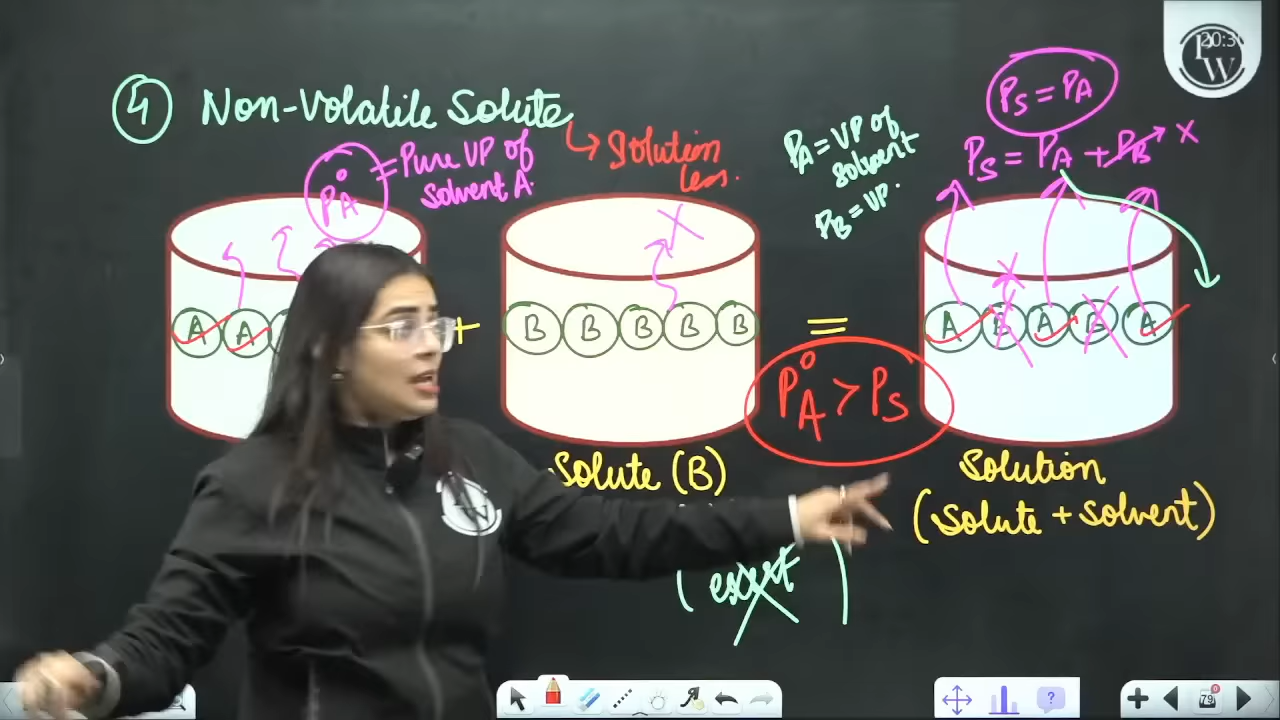 ④ Non-Volatile Solute
↳ Solution less.
P°A = Pure VP of
Solvent A.
PA = VP of
solvent
PB = VP.
PS = PA
PS = PA + PB → x
A A
+
B B B B B
=
A B A B A
P°A > PS
Solute (B)
Solution
(Solute + Solvent)
PW
W
79